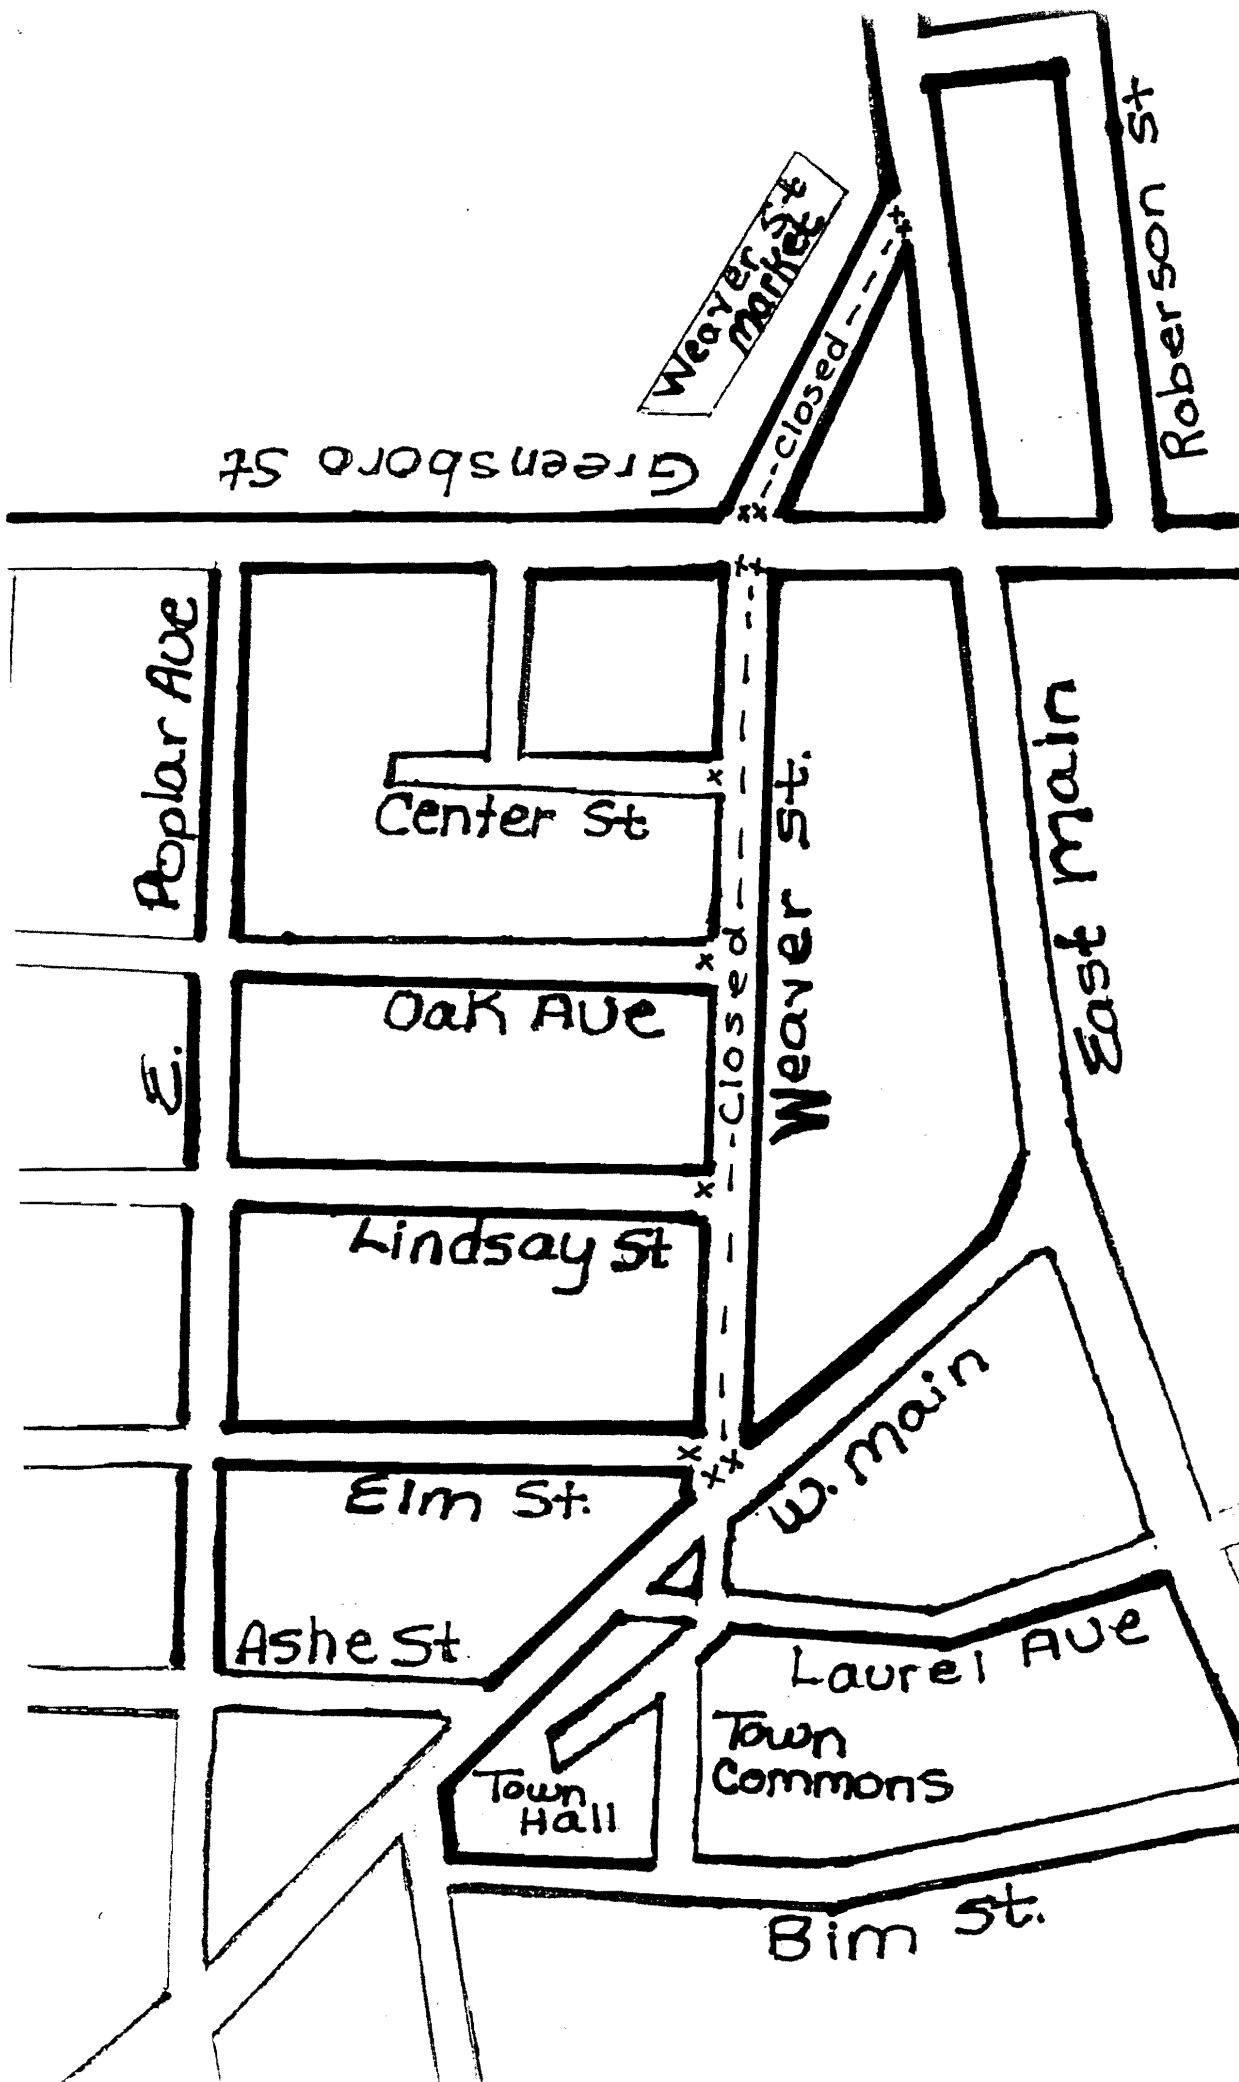 Roberson St
Weaver St
Market
closed
Greensboro St
E. Poplar Ave
Center St
East Main
Weaver St.
Closed
Oak Ave
Lindsay St
W. Main
Elm St.
Ashe St
Laurel Ave
Town
Commons
Town
Hall
Bim St.